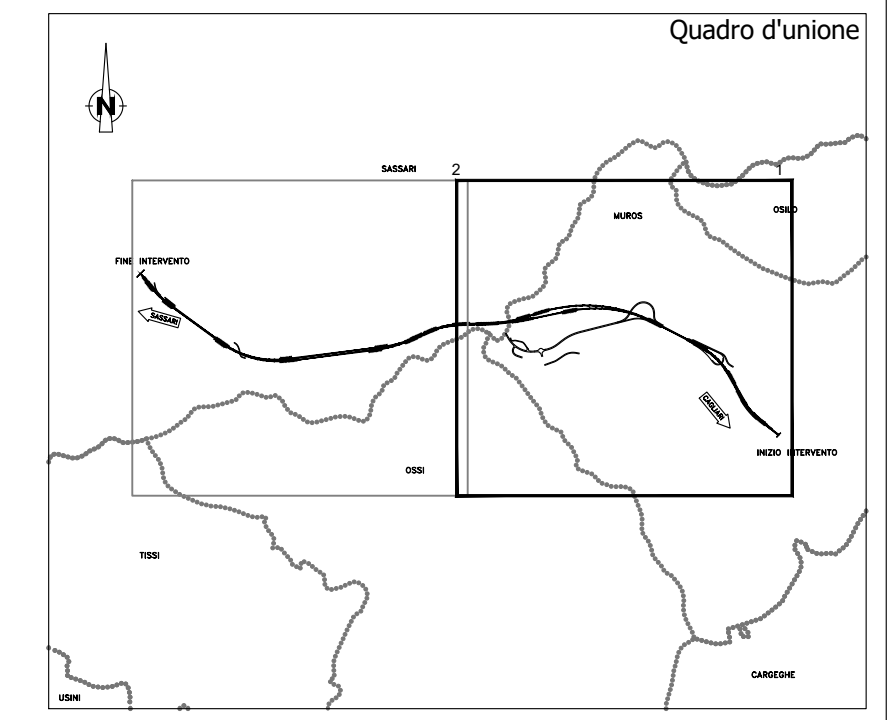 Quadro d'unione
N
SASSARI
2
1
OSILO
MUROS
FINE INTERVENTO
SASSARI
CAGLIARI
INIZIO INTERVENTO
OSSI
TISSI
CARGEGHE
USINI